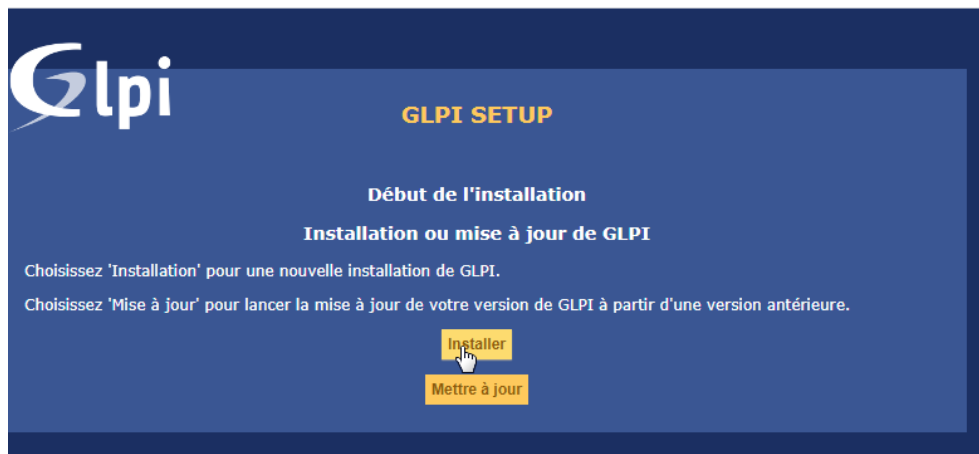 Glpi
GLPI SETUP
Début de l'installation
Installation ou mise à jour de GLPI
Choisissez 'Installation' pour une nouvelle installation de GLPI.
Choisissez 'Mise à jour' pour lancer la mise à jour de votre version de GLPI à partir d'une version antérieure.
Installer
Mettre à jour